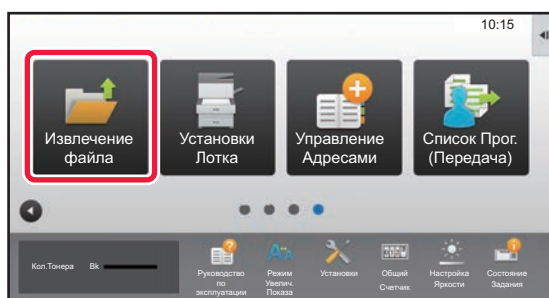 10:15
Извлечение
файла
Установки
Лотка
Управление
Адресами
Список Прог.
(Передача)
Кол.Тонера Bk
Руководство
по
эксплуатации
Режим
Увелич.
Показа
Установки
Общий
Счетчик
Настройка
Яркости
Состояние
Задания